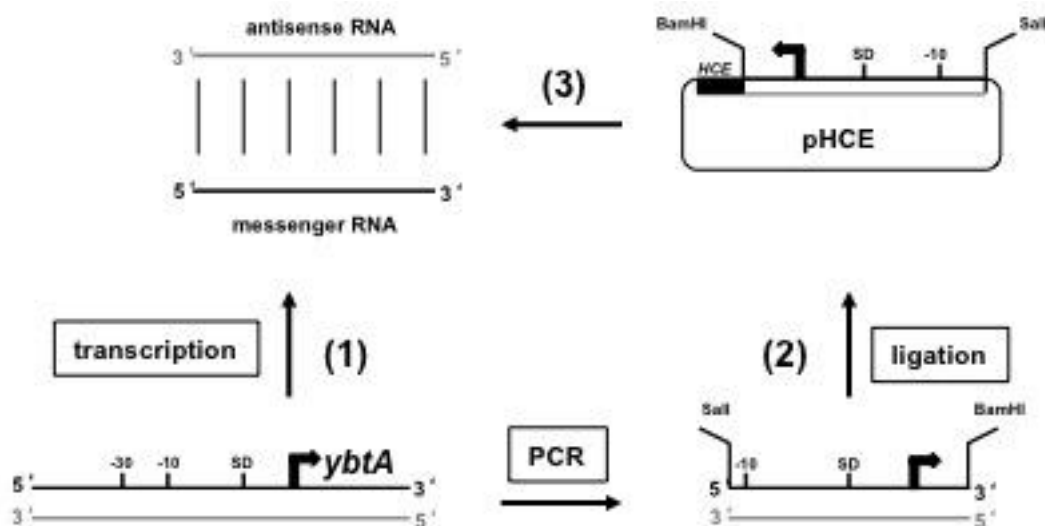 antisense RNA
3' 5'
5' 3'
messenger RNA
(3)
BamHI SalI
HCE SD -10
pHCE
transcription
(1)
(2)
ligation
-30 -10 SD ybtA
5' 3'
3' 5'
PCR
SalI BamHI
-10 SD
5' 3'
3' 5'